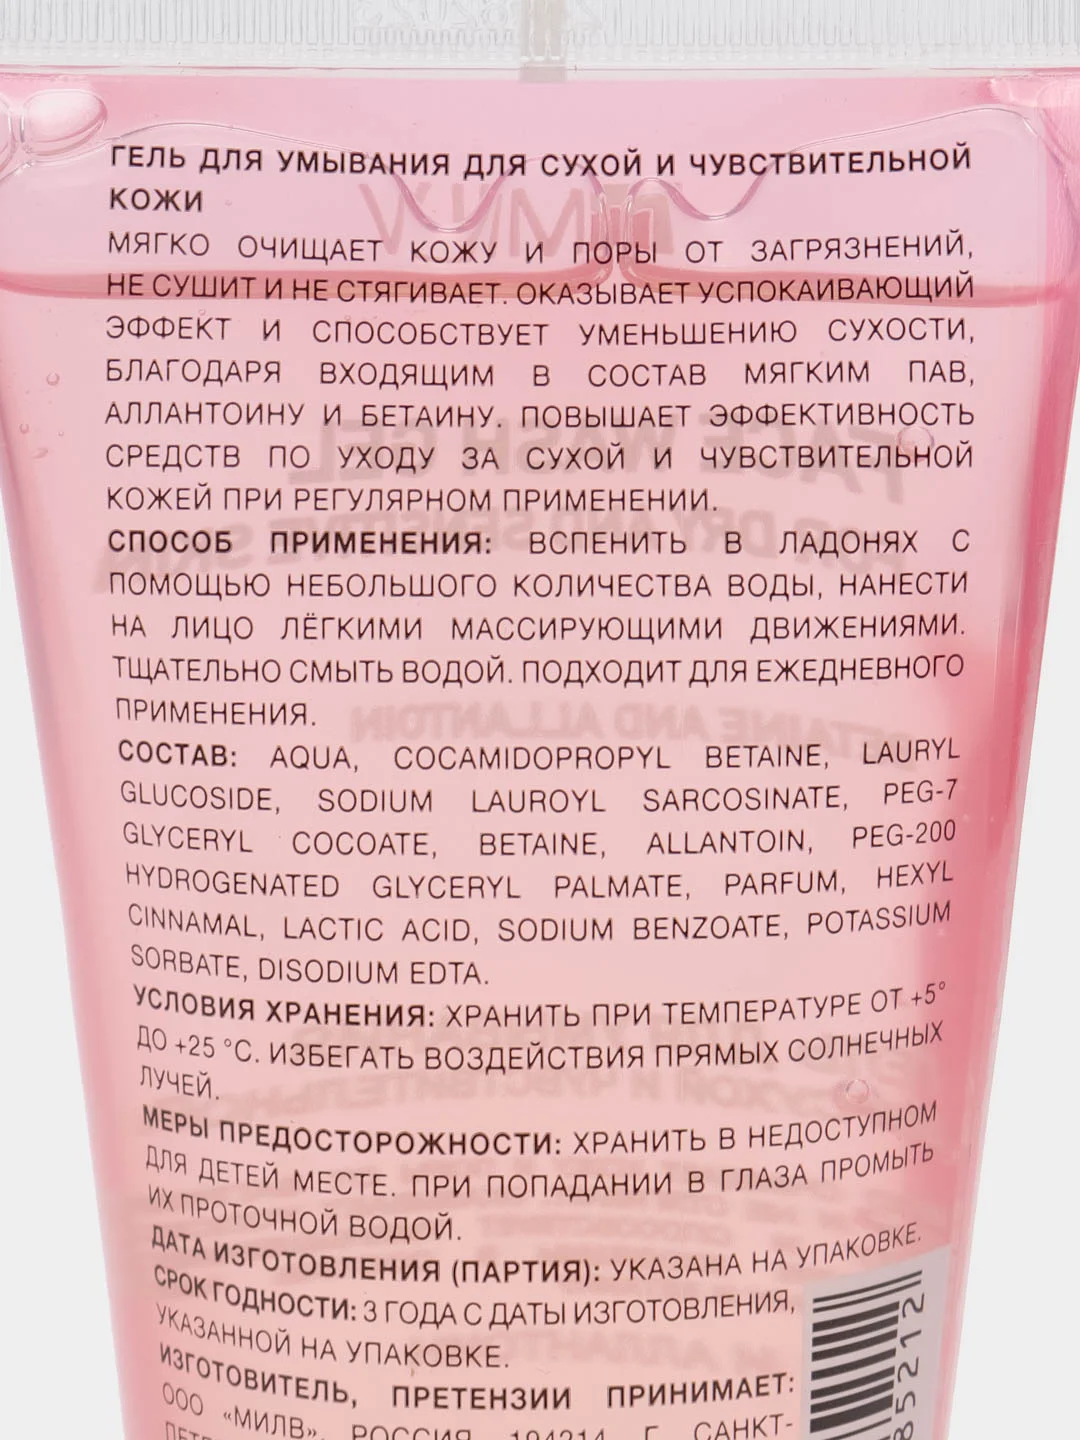 ГЕЛЬ ДЛЯ УМЫВАНИЯ ДЛЯ СУХОЙ И ЧУВСТВИТЕЛЬНОЙ
КОЖИ
МЯГКО ОЧИЩАЕТ КОЖУ И ПОРЫ ОТ ЗАГРЯЗНЕНИЙ,
НЕ СУШИТ И НЕ СТЯГИВАЕТ. ОКАЗЫВАЕТ УСПОКАИВАЮЩИЙ
ЭФФЕКТ И СПОСОБСТВУЕТ УМЕНЬШЕНИЮ СУХОСТИ,
БЛАГОДАРЯ ВХОДЯЩИМ В СОСТАВ МЯГКИМ ПАВ,
АЛЛАНТОИНУ И БЕТАИНУ. ПОВЫШАЕТ ЭФФЕКТИВНОСТЬ
СРЕДСТВ ПО УХОДУ ЗА СУХОЙ И ЧУВСТВИТЕЛЬНОЙ
КОЖЕЙ ПРИ РЕГУЛЯРНОМ ПРИМЕНЕНИИ.
СПОСОБ ПРИМЕНЕНИЯ: ВСПЕНИТЬ В ЛАДОНЯХ С
ПОМОЩЬЮ НЕБОЛЬШОГО КОЛИЧЕСТВА ВОДЫ, НАНЕСТИ
НА ЛИЦО ЛЁГКИМИ МАССИРУЮЩИМИ ДВИЖЕНИЯМИ.
ТЩАТЕЛЬНО СМЫТЬ ВОДОЙ. ПОДХОДИТ ДЛЯ ЕЖЕДНЕВНОГО
ПРИМЕНЕНИЯ.
СОСТАВ: AQUA, COCAMIDOPROPYL BETAINE, LAURYL
GLUCOSIDE, SODIUM LAUROYL SARCOSINATE, PEG-7
GLYCERYL COCOATE, BETAINE, ALLANTOIN, PEG-200
HYDROGENATED GLYCERYL PALMATE, PARFUM, HEXYL
CINNAMAL, LACTIC ACID, SODIUM BENZOATE, POTASSIUM
SORBATE, DISODIUM EDTA.
УСЛОВИЯ ХРАНЕНИЯ: ХРАНИТЬ ПРИ ТЕМПЕРАТУРЕ ОТ +5°
ДО +25 °С. ИЗБЕГАТЬ ВОЗДЕЙСТВИЯ ПРЯМЫХ СОЛНЕЧНЫХ
ЛУЧЕЙ.
МЕРЫ ПРЕДОСТОРОЖНОСТИ: ХРАНИТЬ В НЕДОСТУПНОМ
ДЛЯ ДЕТЕЙ МЕСТЕ. ПРИ ПОПАДАНИИ В ГЛАЗА ПРОМЫТЬ
ИХ ПРОТОЧНОЙ ВОДОЙ.
ДАТА ИЗГОТОВЛЕНИЯ (ПАРТИЯ): УКАЗАНА НА УПАКОВКЕ.
СРОК ГОДНОСТИ: 3 ГОДА С ДАТЫ ИЗГОТОВЛЕНИЯ,
УКАЗАННОЙ НА УПАКОВКЕ.
ИЗГОТОВИТЕЛЬ, ПРЕТЕНЗИИ ПРИНИМАЕТ:
ООО «МИЛВ», РОССИЯ, 194214, Г. САНКТ-
85212